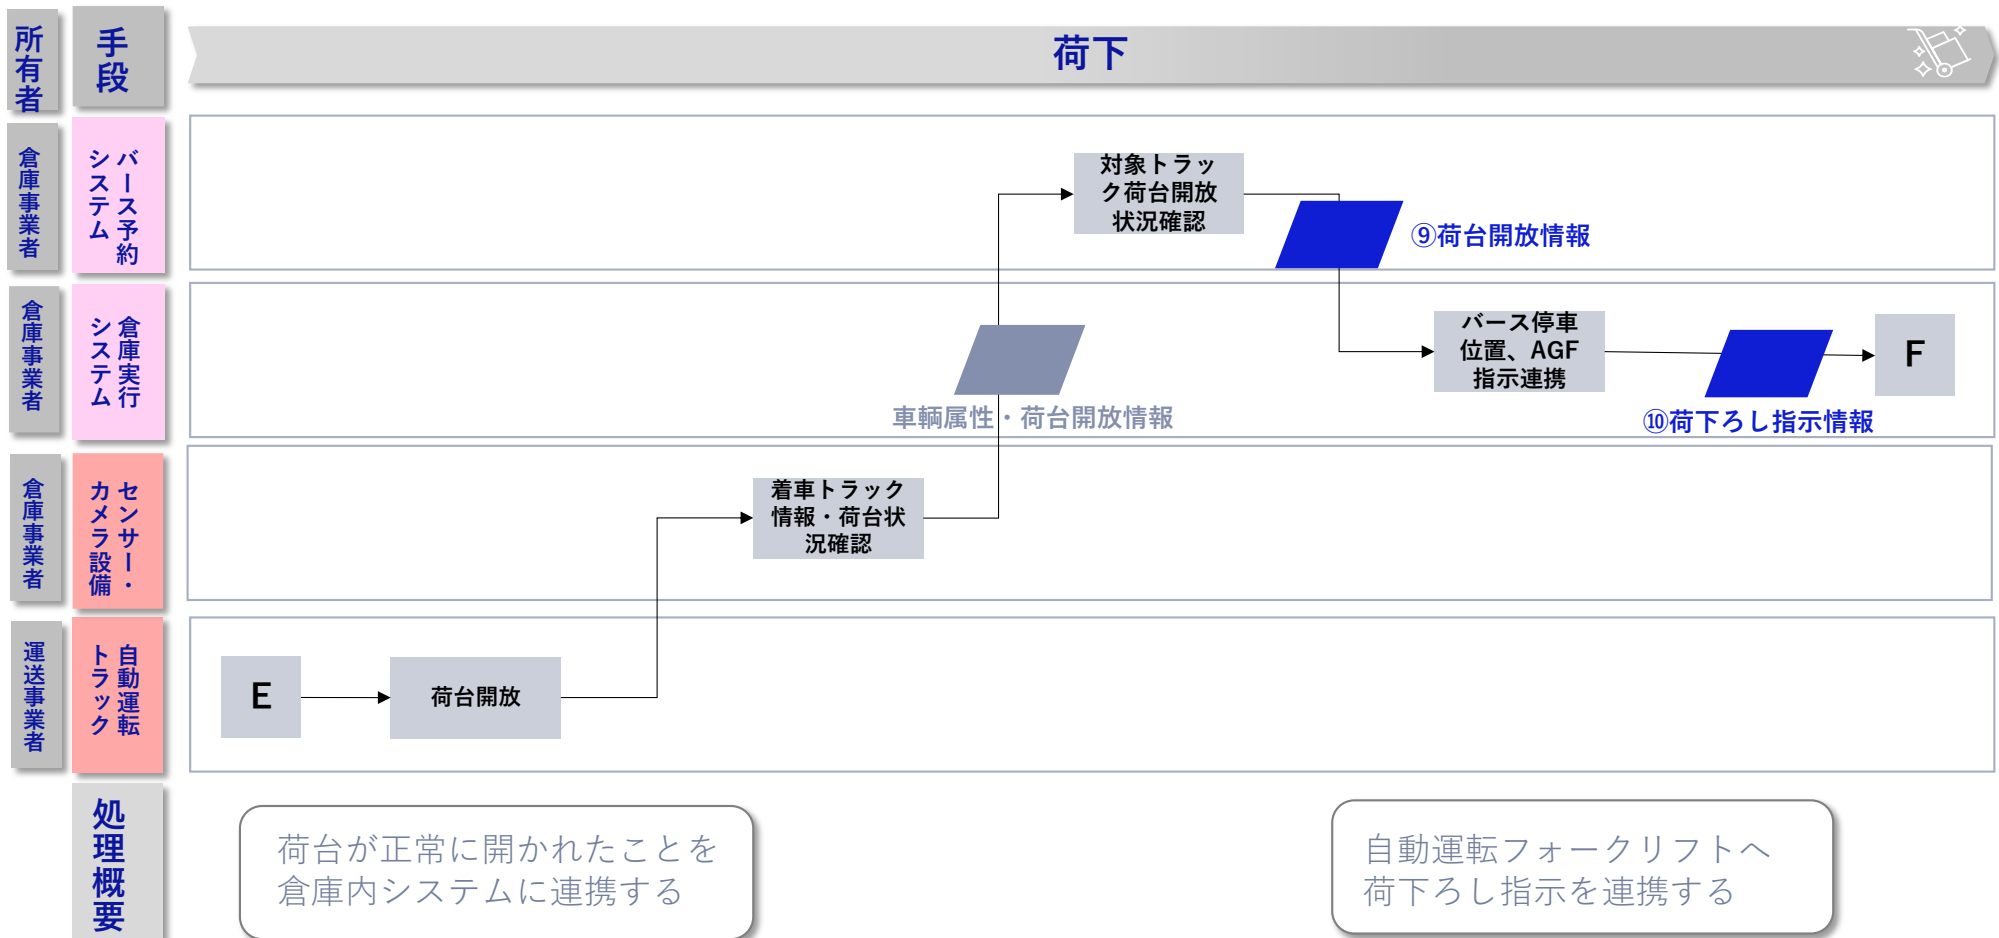 所有者
手段
荷下
倉庫事業者
バース予約
システム
対象トラッ
ク荷台開放
状況確認
⑨荷台開放情報
倉庫事業者
倉庫実行
システム
車輌属性・荷台開放情報
バース停車
位置、AGF
指示連携
⑩荷下ろし指示情報
F
倉庫事業者
センサー・
カメラ設備
着車トラック
情報・荷台状
況確認
運送事業者
自動運転
トラック
E
荷台開放
処理概要
荷台が正常に開かれたことを
倉庫内システムに連携する
自動運転フォークリフトへ
荷下ろし指示を連携する